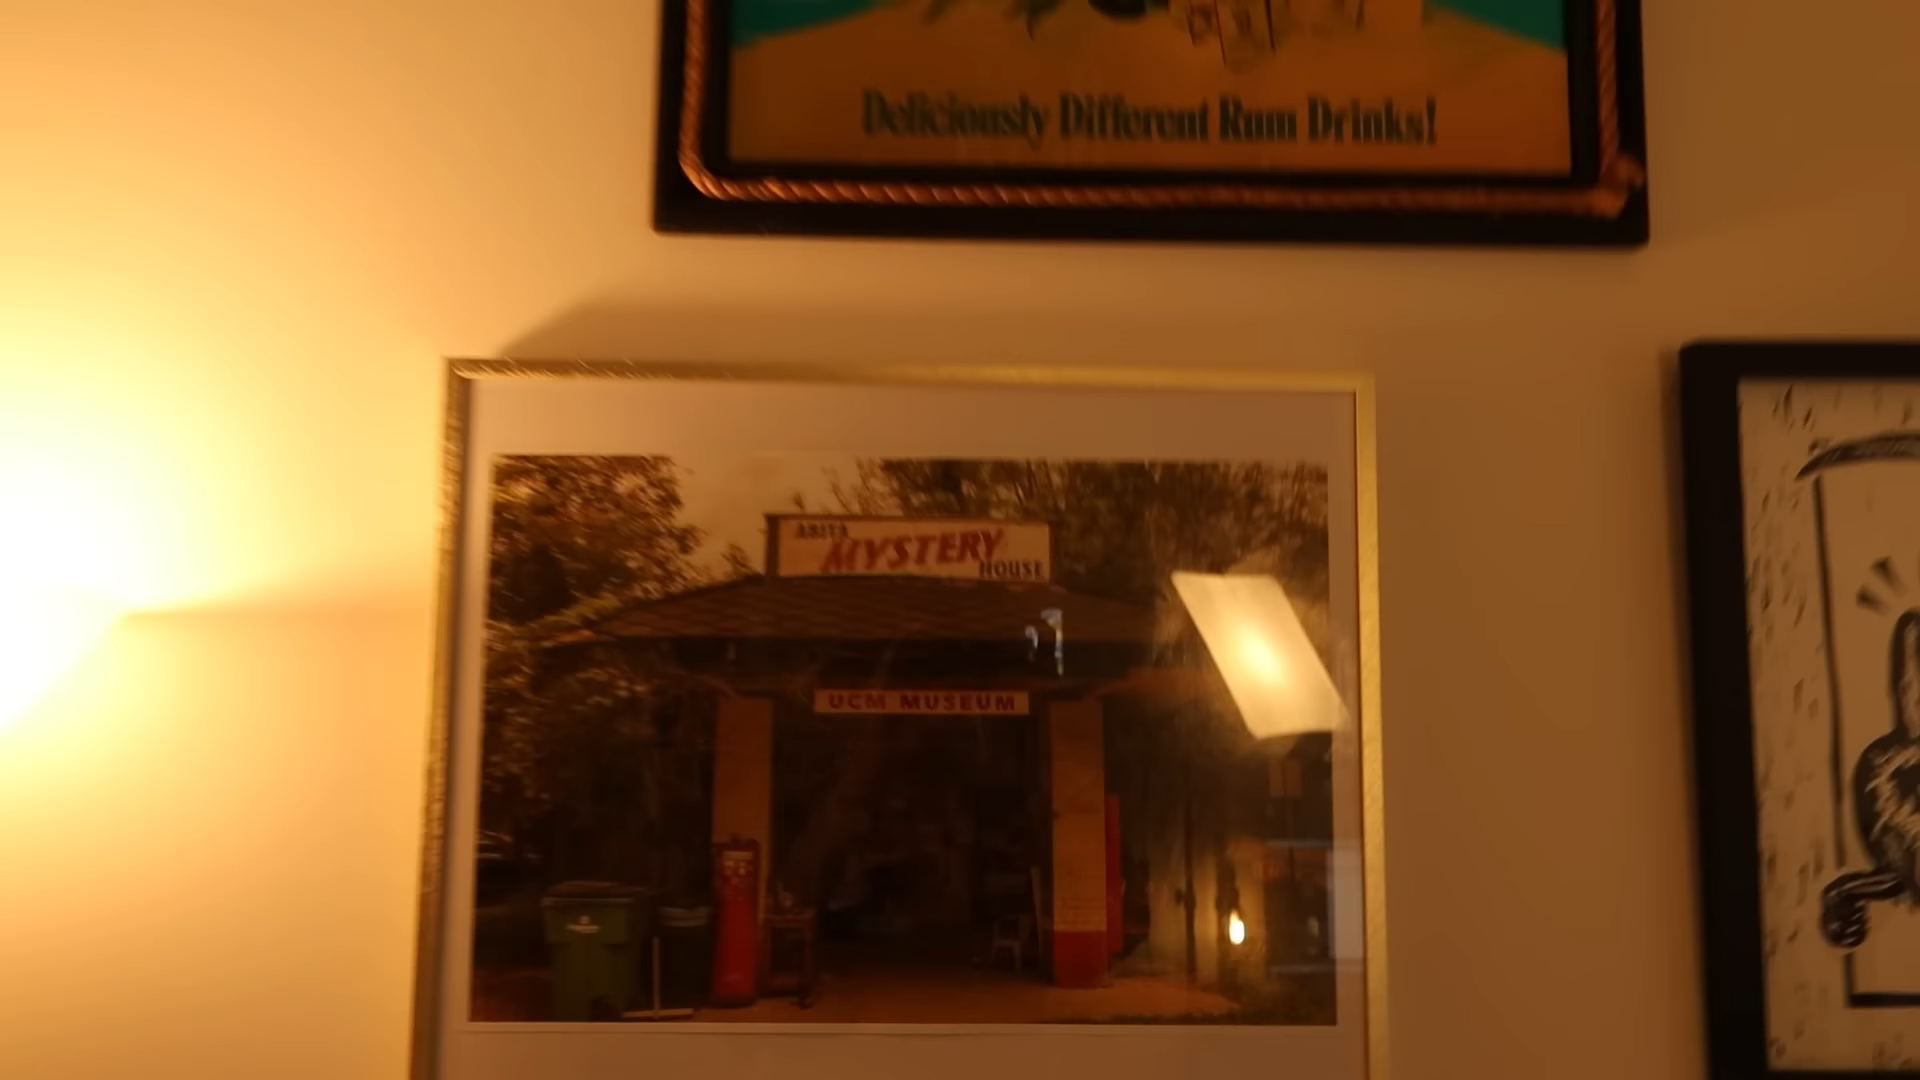 Deliciously Different Rum Drinks!
ABITA
MYSTERY
HOUSE
UCM MUSEUM